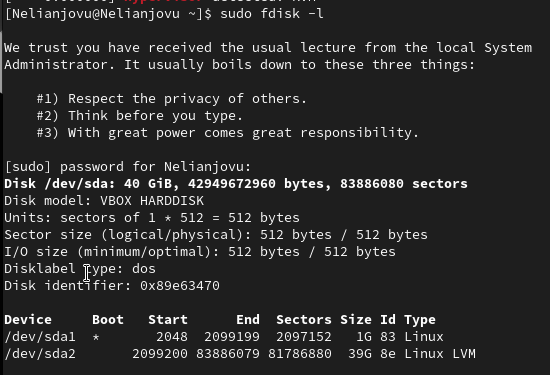 [Nelianjovu@Nelianjovu ~]$ sudo fdisk -l
We trust you have received the usual lecture from the local System
Administrator. It usually boils down to these three things:
#1) Respect the privacy of others.
#2) Think before you type.
#3) With great power comes great responsibility.
[sudo] password for Nelianjovu:
Disk /dev/sda: 40 GiB, 42949672960 bytes, 83886080 sectors
Disk model: VBOX HARDDISK
Units: sectors of 1 * 512 = 512 bytes
Sector size (logical/physical): 512 bytes / 512 bytes
I/O size (minimum/optimal): 512 bytes / 512 bytes
Disklabel type: dos
Disk identifier: 0x89e63470
Device     Boot   Start      End  Sectors Size Id Type
/dev/sda1  *       2048  2099199  2097152   1G 83 Linux
/dev/sda2       2099200 83886079 81786880  39G 8e Linux LVM